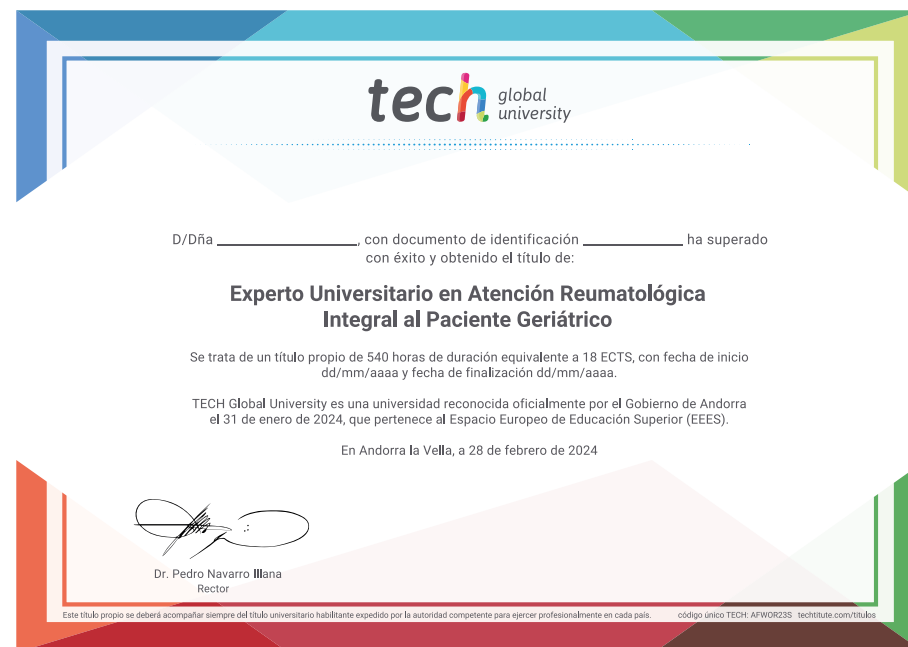 tech global university
D/Dña ____________________, con documento de identificación ______________ ha superado
con éxito y obtenido el título de:
Experto Universitario en Atención Reumatológica
Integral al Paciente Geriátrico
Se trata de un título propio de 540 horas de duración equivalente a 18 ECTS, con fecha de inicio
dd/mm/aaaa y fecha de finalización dd/mm/aaaa.
TECH Global University es una universidad reconocida oficialmente por el Gobierno de Andorra
el 31 de enero de 2024, que pertenece al Espacio Europeo de Educación Superior (EEES).
En Andorra la Vella, a 28 de febrero de 2024
Dr. Pedro Navarro Illana
Rector
Este título propio se deberá acompañar siempre del título universitario habilitante expedido por la autoridad competente para ejercer profesionalmente en cada país. código único TECH: AFWOR23S techtitute.com/titulos